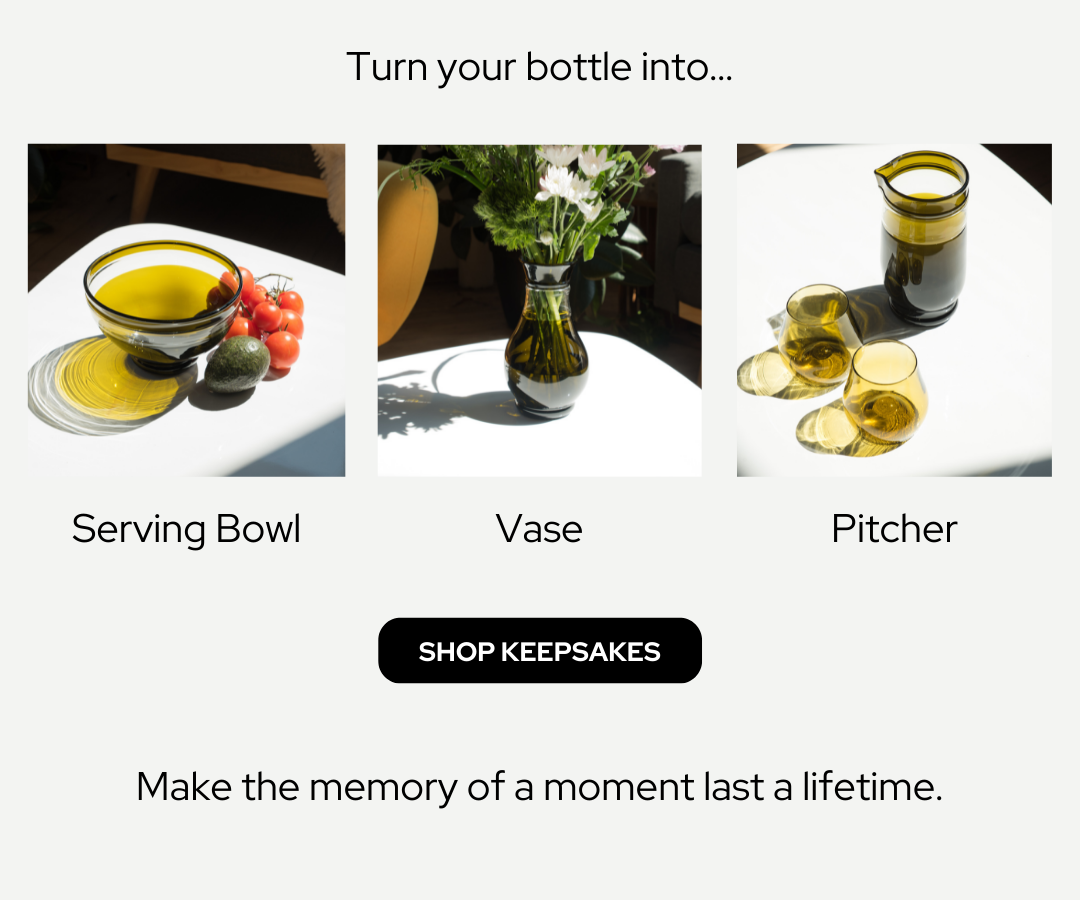 Turn your bottle into...
Serving Bowl
Vase
Pitcher
SHOP KEEPSAKES
Make the memory of a moment last a lifetime.